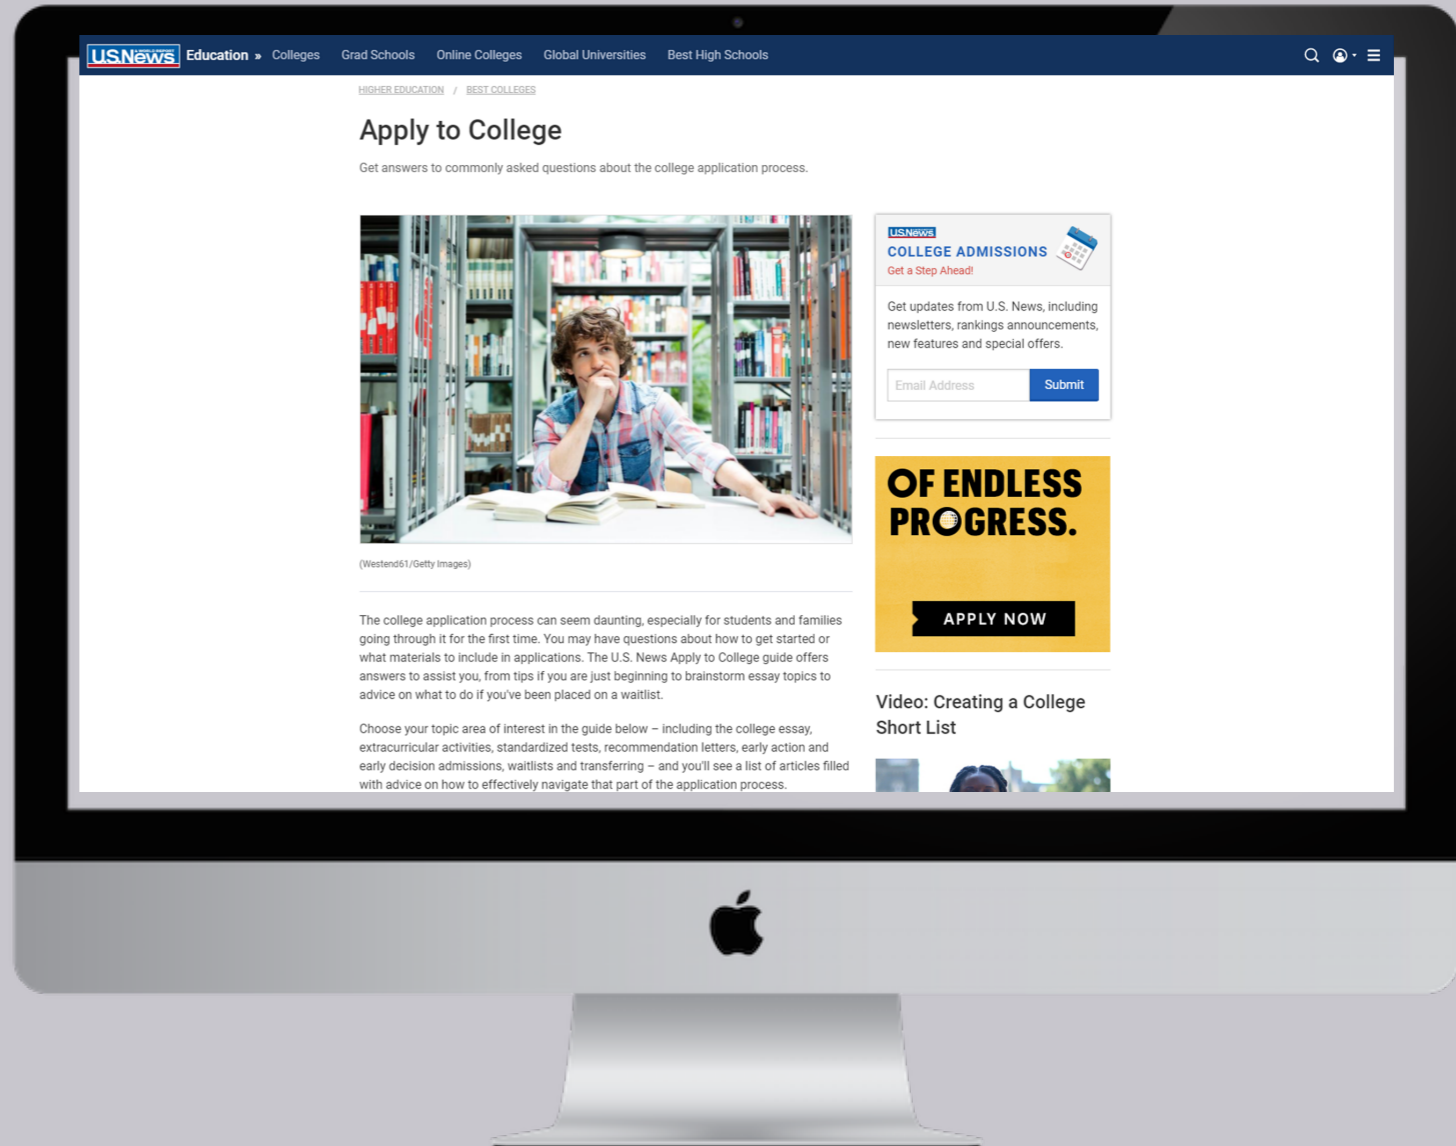 U.S.News Education » Colleges Grad Schools Online Colleges Global Universities Best High Schools
HIGHER EDUCATION / BEST COLLEGES
Apply to College
Get answers to commonly asked questions about the college application process.
(Westend61/Getty Images)
The college application process can seem daunting, especially for students and families
going through it for the first time. You may have questions about how to get started or
what materials to include in applications. The U.S. News Apply to College guide offers
answers to assist you, from tips if you are just beginning to brainstorm essay topics to
advice on what to do if you've been placed on a waitlist.
Choose your topic area of interest in the guide below – including the college essay,
extracurricular activities, standardized tests, recommendation letters, early action and
early decision admissions, waitlists and transferring – and you'll see a list of articles filled
with advice on how to effectively navigate that part of the application process.
U.S.News
COLLEGE ADMISSIONS
Get a Step Ahead!
Get updates from U.S. News, including
newsletters, rankings announcements,
new features and special offers.
Email Address Submit
OF ENDLESS
PROGRESS.
APPLY NOW
Video: Creating a College
Short List